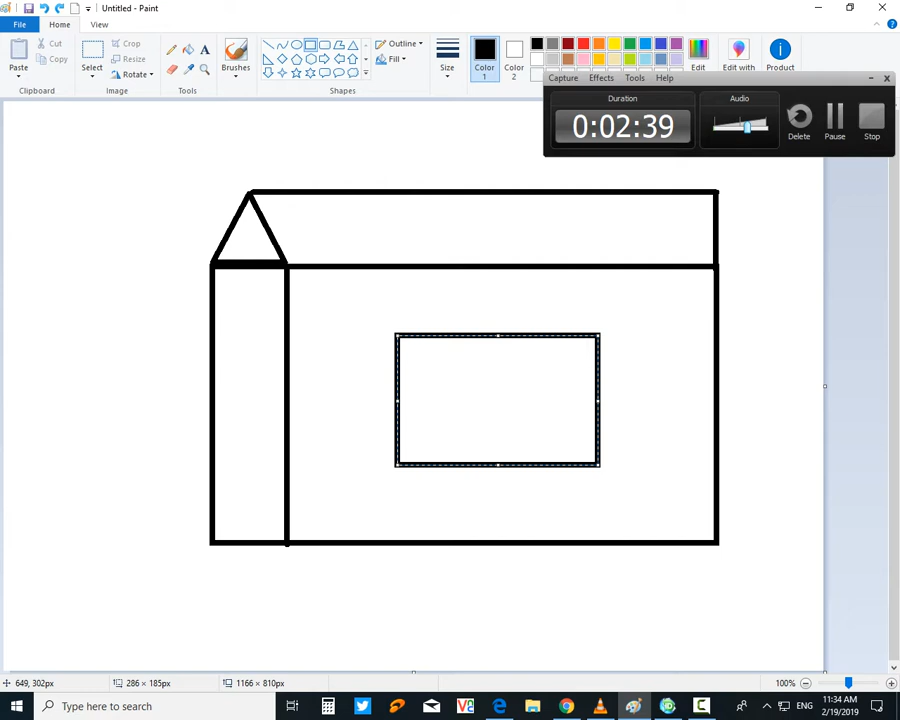 Untitled - Paint
File Home View
Paste Cut Copy Clipboard
Select Crop Resize Rotate Image
Tools
Brushes
Outline Fill Shapes
Size
Color 1 Color 2
Edit Edit with Product
Capture Effects Tools Help
Duration Audio
0:02:39
Delete Pause Stop
649, 302px 286 × 185px 1166 × 810px 100%
Type here to search
ENG 11:34 AM
2/19/2019